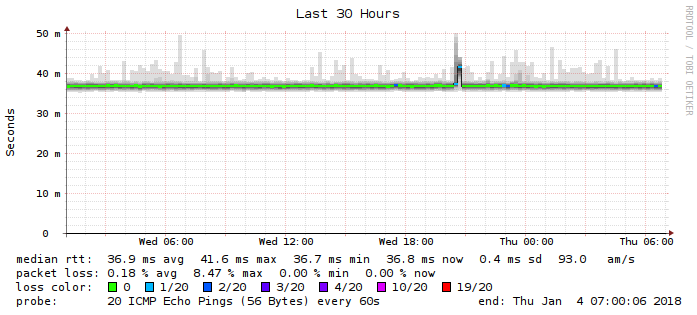 Last 30 Hours
RRDTOOL / TOBI OETIKER
Seconds
50 m
40 m
30 m
20 m
10 m
0
Wed 06:00 Wed 12:00 Wed 18:00 Thu 00:00 Thu 06:00
median rtt: 36.9 ms avg 41.6 ms max 36.7 ms min 36.8 ms now 0.4 ms sd 93.0 am/s
packet loss: 0.18 % avg 8.47 % max 0.00 % min 0.00 % now
loss color: 0 1/20 2/20 3/20 4/20 10/20 19/20
probe: 20 ICMP Echo Pings (56 Bytes) every 60s end: Thu Jan 4 07:00:06 2018